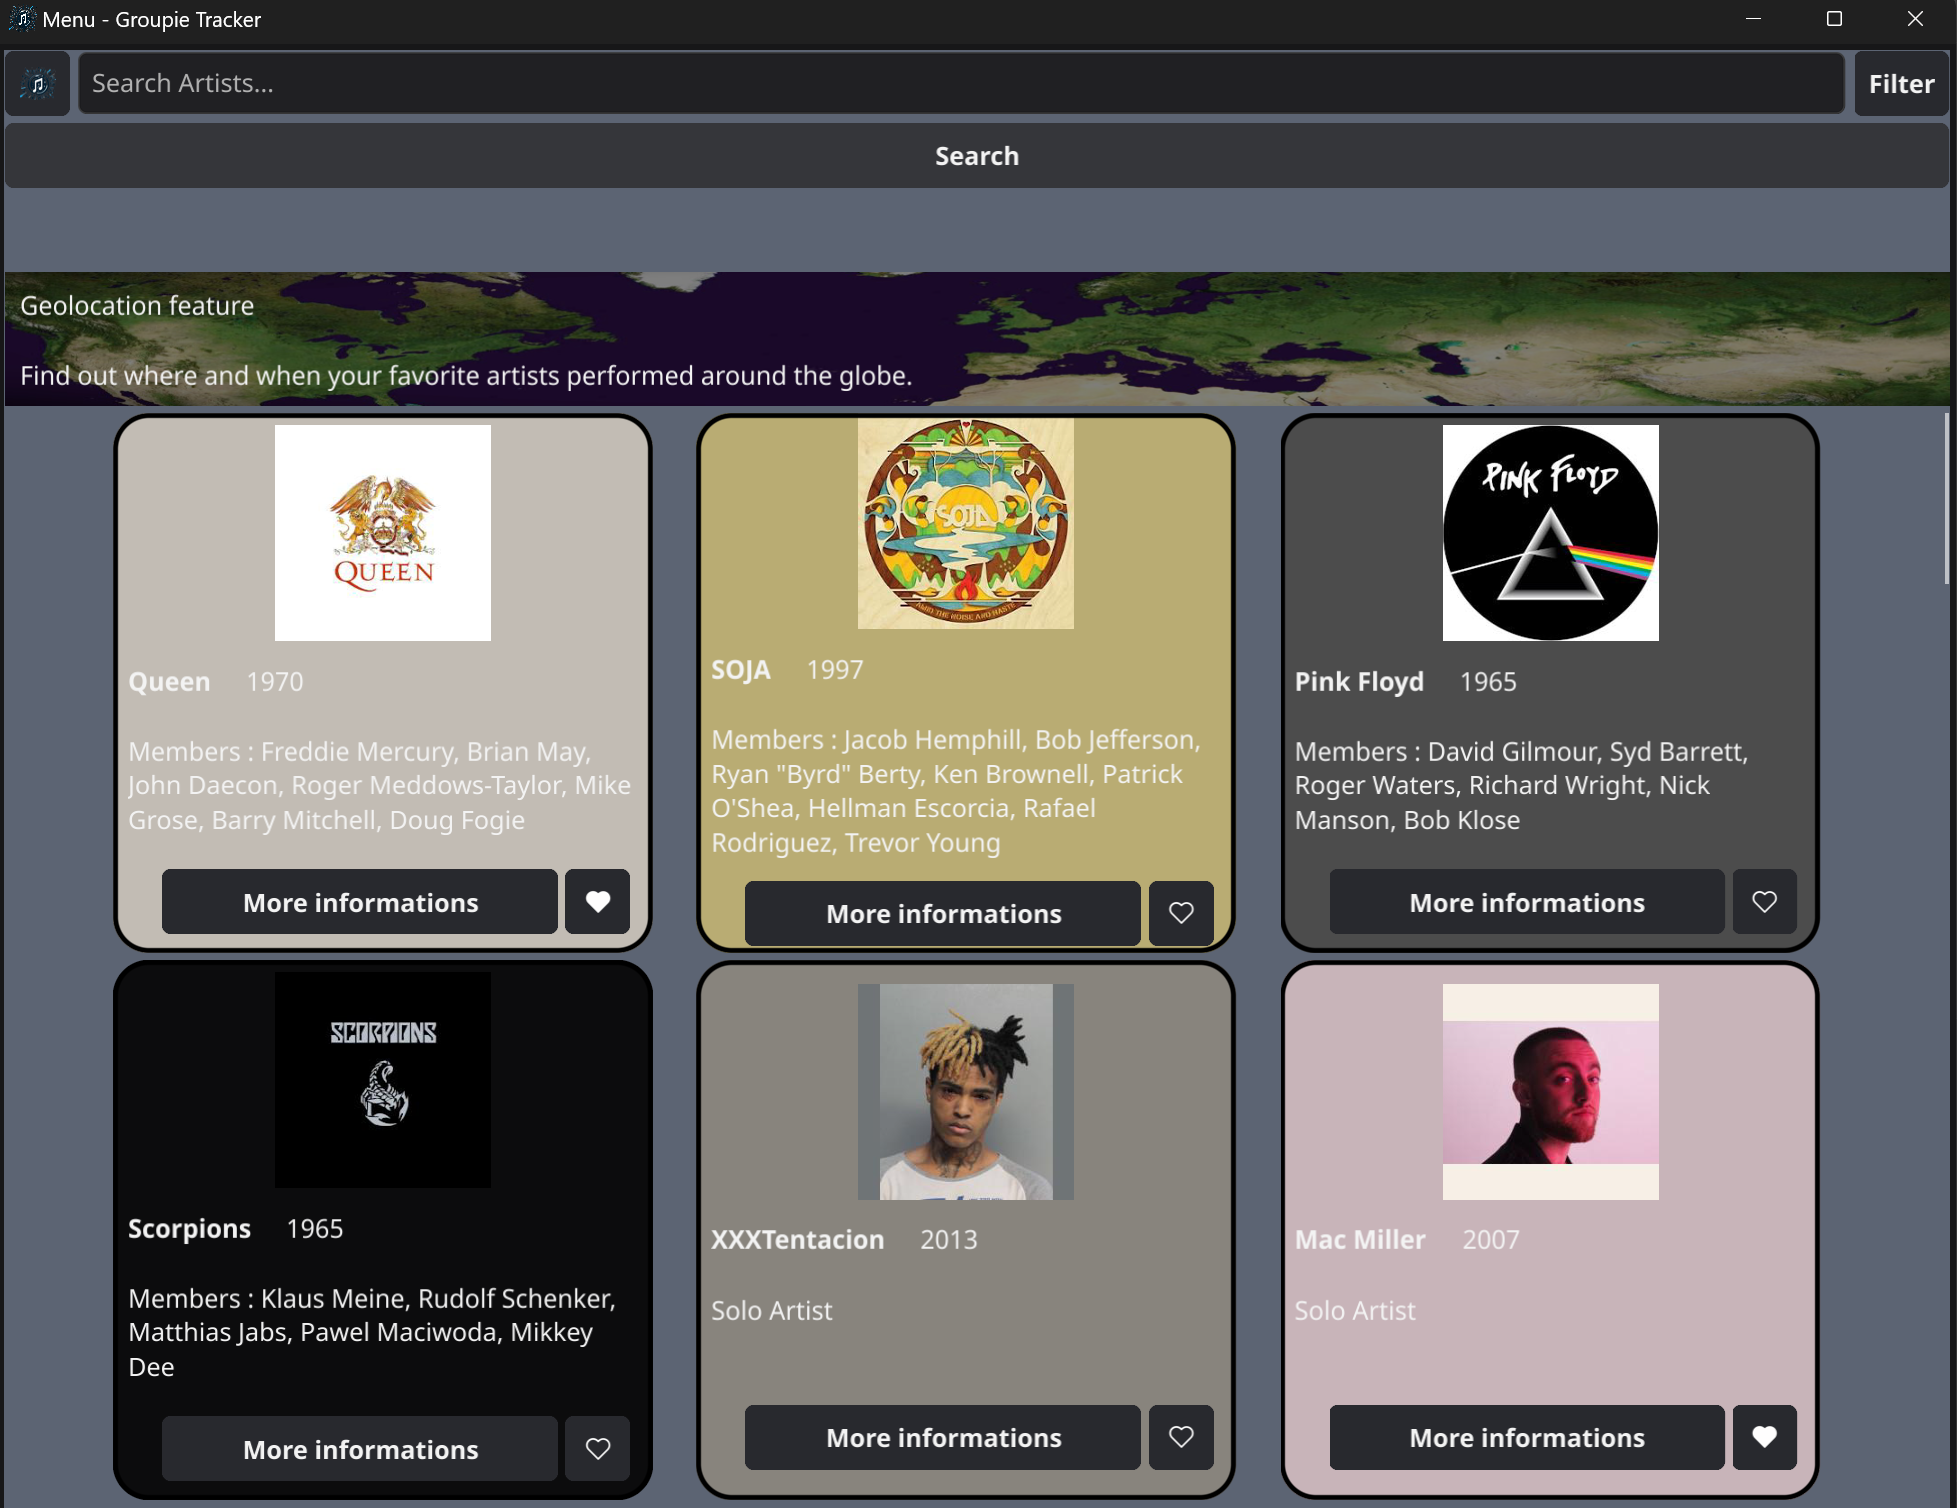 Menu - Groupie Tracker
Search Artists...
Filter
Search
Geolocation feature
Find out where and when your favorite artists performed around the globe.
QUEEN
Queen 1970
Members : Freddie Mercury, Brian May,
John Daecon, Roger Meddows-Taylor, Mike
Grose, Barry Mitchell, Doug Fogie
More informations
SOJA
AMID THE NOISE AND HASTE
SOJA 1997
Members : Jacob Hemphill, Bob Jefferson,
Ryan "Byrd" Berty, Ken Brownell, Patrick
O'Shea, Hellman Escorcia, Rafael
Rodriguez, Trevor Young
More informations
PINK FLOYD
Pink Floyd 1965
Members : David Gilmour, Syd Barrett,
Roger Waters, Richard Wright, Nick
Manson, Bob Klose
More informations
SCORPIONS
Scorpions 1965
Members : Klaus Meine, Rudolf Schenker,
Matthias Jabs, Pawel Maciwoda, Mikkey
Dee
More informations
XXXTentacion 2013
Solo Artist
More informations
Mac Miller 2007
Solo Artist
More informations